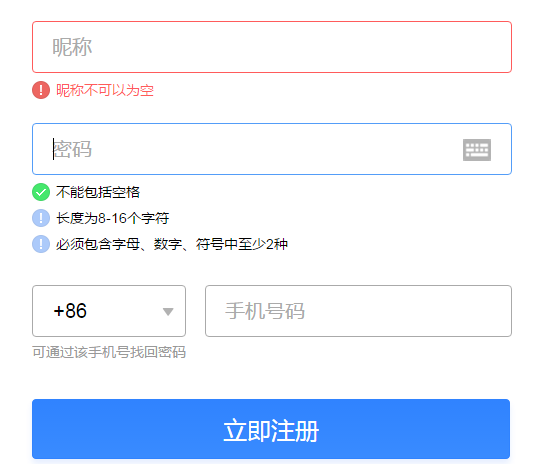 昵称
昵称不可以为空
密码
不能包括空格
长度为8-16个字符
必须包含字母、数字、符号中至少2种
+86 手机号码
可通过该手机号找回密码
立即注册